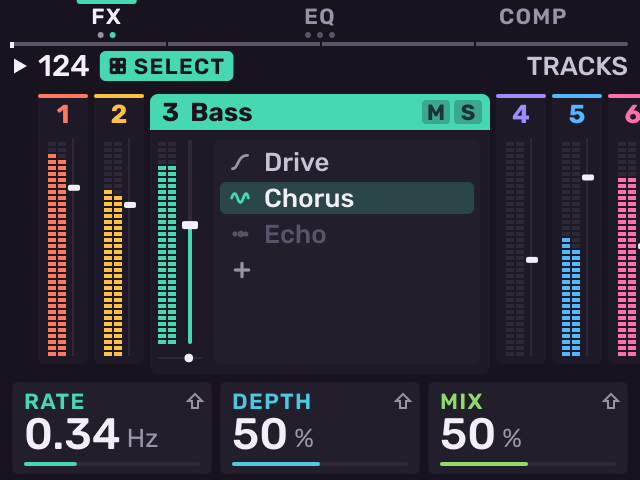 FX EQ COMP
124 SELECT TRACKS
1 2 3 Bass M S 4 5 6
Drive
Chorus
Echo
+
RATE DEPTH MIX
0.34 Hz 50 % 50 %